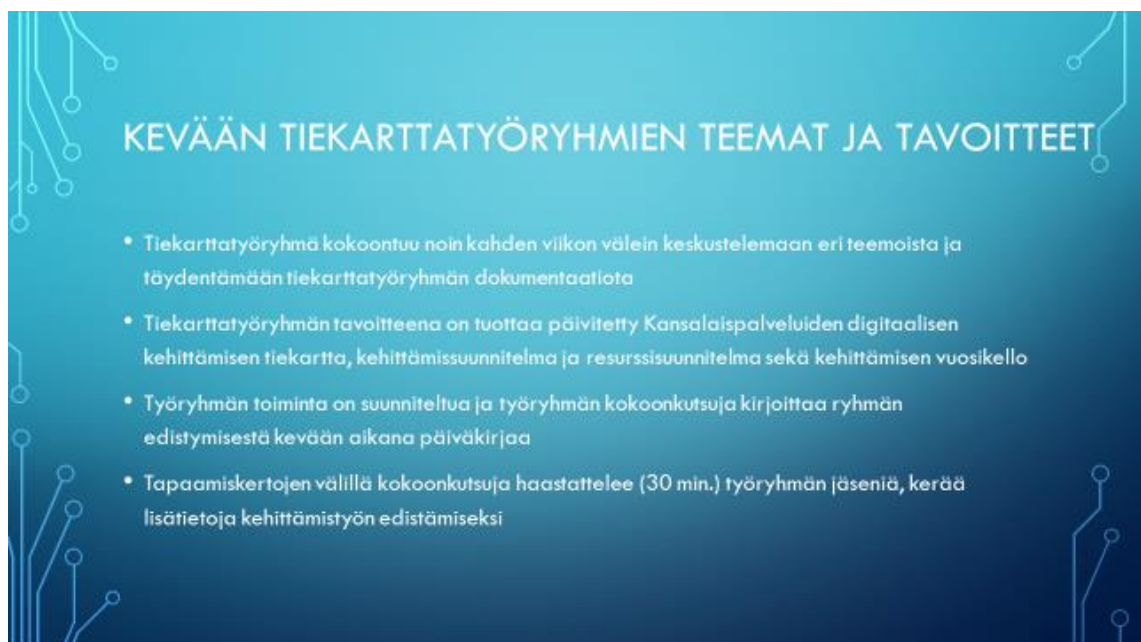 KEVÄÄN TIEKARTTATYÖRYHMIEN TEEMAT JA TAVOITTEET
• Tiekarttatyöryhmä kokoontuu noin kahden viikon välein keskustelemaan eri teemoista ja
täydentämään tiekarttatyöryhmän dokumentaatiota
• Tiekarttatyöryhmän tavoitteena on tuottaa päivitetty Kansalaispalveluiden digitaalisen
kehittämisen tiekartta, kehittämissuunnitelma ja resurssisuunnitelma sekä kehittämisen vuosikello
• Työryhmän toiminta on suunniteltua ja työryhmän kokoonkutsuja kirjoittaa ryhmän
edistymisestä kevään aikana päiväkirjaa
• Tapaamiskertojen välillä kokoonkutsuja haastattelee (30 min.) työryhmän jäseniä, kerää
lisätietoja kehittämistyön edistämiseksi